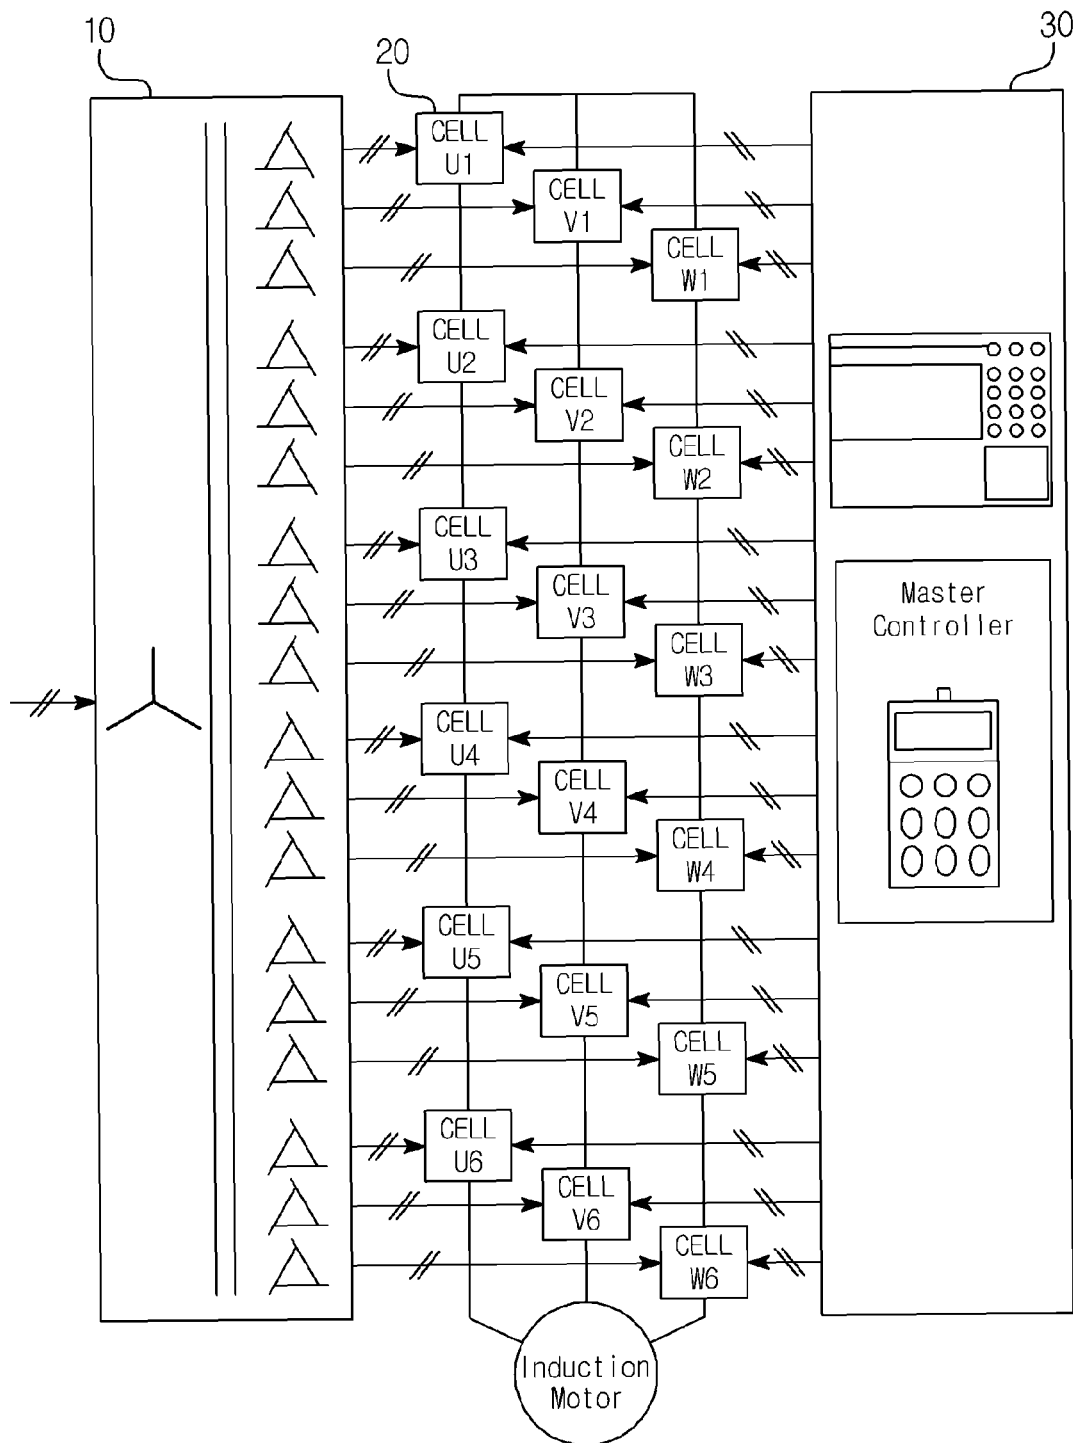 10
20
30
CELL
U1
CELL
V1
CELL
W1
CELL
U2
CELL
V2
CELL
W2
CELL
U3
CELL
V3
CELL
W3
Master
Controller
CELL
U4
CELL
V4
CELL
W4
CELL
U5
CELL
V5
CELL
W5
CELL
U6
CELL
V6
CELL
W6
Induction
Motor